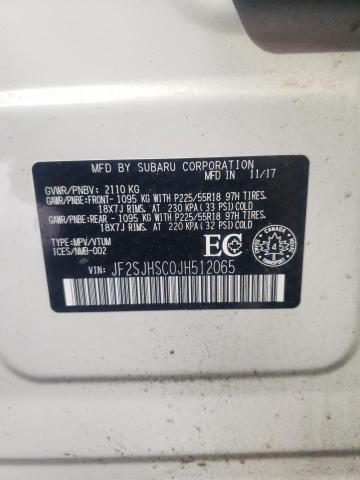 MFD BY SUBARU CORPORATION
MFD IN 11/17
GVWR/PNBV: 2110 KG
GAWR/PNBE:FRONT- 1095 KG WITH P225/55R18 97H TIRES.
18X7J RIMS. AT 230 KPA (33 PSI) COLD
GAWR/PNBE:REAR - 1095 KG WITH P225/55R18 97H TIRES.
18X7J RIMS. AT 220 KPA (32 PSI) COLD
TYPE:MPV/VTUM
ICES/NMB-002
EC
CANADA
4
VIN: JF2SJHSC0JH512065